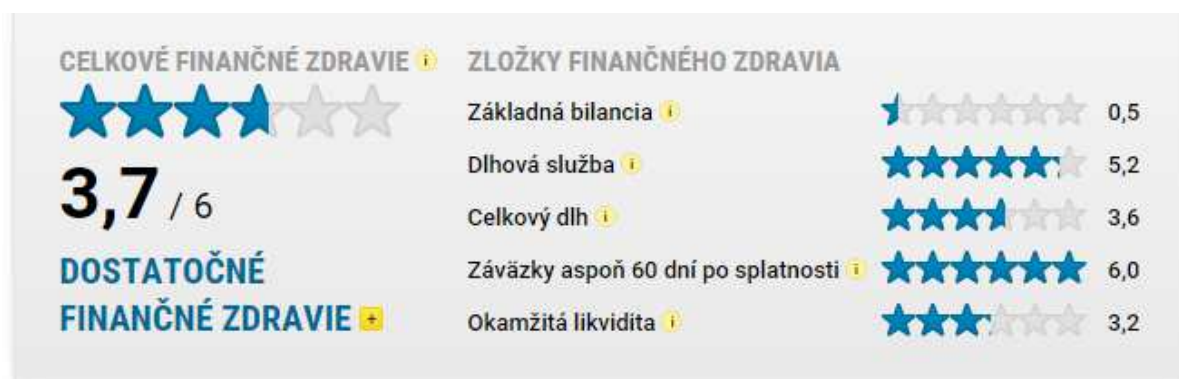 CELKOVÉ FINANČNÉ ZDRAVIE i
3,7 / 6
DOSTATOČNÉ
FINANČNÉ ZDRAVIE +
ZLOŽKY FINANČNÉHO ZDRAVIA
Základná bilancia i 0,5
Dlhová služba i 5,2
Celkový dlh i 3,6
Záväzky aspoň 60 dní po splatnosti i 6,0
Okamžitá likvidita i 3,2